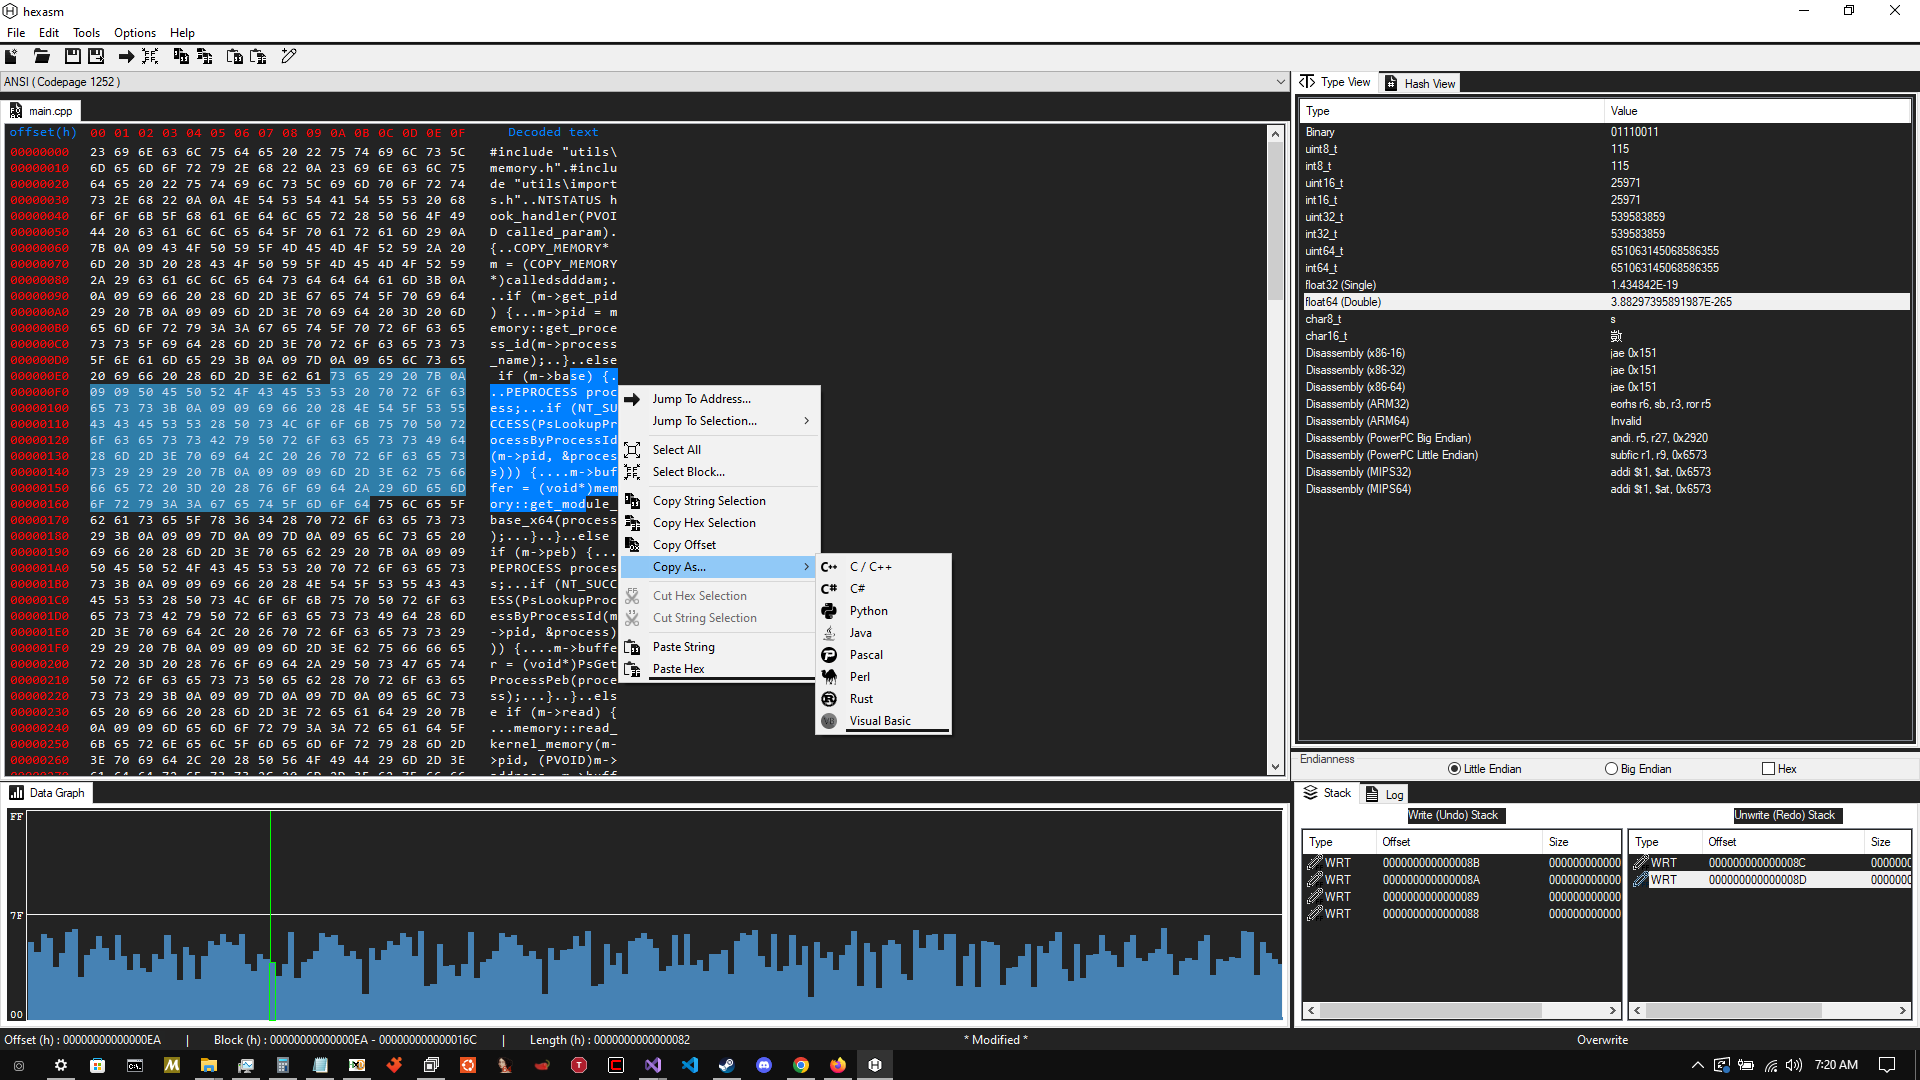 hexasm
File Edit Tools Options Help
ANSI ( Codepage 1252 )
main.cpp
offset(h) 00 01 02 03 04 05 06 07 08 09 0A 0B 0C 0D 0E 0F Decoded text
00000000 23 69 6E 63 6C 75 64 65 20 22 75 74 69 6C 73 5C #include "utils\
00000010 6D 65 6D 6F 72 79 2E 68 22 0A 23 69 6E 63 6C 75 memory.h".#inclu
00000020 64 65 20 22 75 74 69 6C 73 5C 69 6D 70 6F 72 74 de "utils\import
00000030 73 2E 68 22 0A 0A 4E 54 53 54 41 54 55 53 20 68 s.h"..NTSTATUS h
00000040 6F 6F 6B 5F 68 61 6E 64 6C 65 72 28 50 56 4F 49 ook_handler(PVOI
00000050 44 20 63 61 6C 6C 65 64 5F 70 61 72 61 6D 29 0A D called_param).
00000060 7B 0A 09 43 4F 50 59 5F 4D 45 4D 4F 52 59 2A 20 {..COPY_MEMORY*
00000070 6D 20 3D 20 28 43 4F 50 59 5F 4D 45 4D 4F 52 59 m = (COPY_MEMORY
00000080 2A 29 63 61 6C 6C 65 64 73 64 64 64 61 6D 3B 0A *)calledsdddam;.
00000090 0A 09 69 66 20 28 6D 2D 3E 67 65 74 5F 70 69 64 ..if (m->get_pid
000000A0 29 20 7B 0A 09 09 6D 2D 3E 70 69 64 20 3D 20 6D ) {...m->pid = m
000000B0 65 6D 6F 72 79 3A 3A 67 65 74 5F 70 72 6F 63 65 emory::get_proce
000000C0 73 73 5F 69 64 28 6D 2D 3E 70 72 6F 63 65 73 73 ss_id(m->process
000000D0 5F 6E 61 6D 65 29 3B 0A 09 7D 0A 09 65 6C 73 65 _name);..}..else
000000E0 20 69 66 20 28 6D 2D 3E 62 61 73 65 29 20 7B 0A if (m->base) {.
000000F0 09 09 50 45 50 52 4F 43 45 53 53 20 70 72 6F 63 ..PEPROCESS proc
00000100 65 73 73 3B 0A 09 09 69 66 20 28 4E 54 5F 53 55 ess;...if (NT_SU
00000110 43 43 45 53 53 28 50 73 4C 6F 6F 6B 75 70 50 72 CCESS(PsLookupPr
00000120 6F 63 65 73 73 42 79 50 72 6F 63 65 73 73 49 64 ocessByProcessId
00000130 28 6D 2D 3E 70 69 64 2C 20 26 70 72 6F 63 65 73 (m->pid, &proces
00000140 73 29 29 29 20 7B 0A 09 09 09 6D 2D 3E 62 75 66 s))) {....m->buf
00000150 66 65 72 20 3D 20 28 76 6F 69 64 2A 29 6D 65 6D fer = (void*)mem
00000160 6F 72 79 3A 3A 67 65 74 5F 6D 6F 64 75 6C 65 5F ory::get_module_
00000170 62 61 73 65 5F 78 36 34 28 70 72 6F 63 65 73 73 base_x64(process
00000180 29 3B 0A 09 09 7D 0A 09 7D 0A 09 65 6C 73 65 20 );...}..}..else
00000190 69 66 20 28 6D 2D 3E 70 65 62 29 20 7B 0A 09 09 if (m->peb) {...
000001A0 50 45 50 52 4F 43 45 53 53 20 70 72 6F 63 65 73 PEPROCESS proces
000001B0 73 3B 0A 09 09 69 66 20 28 4E 54 5F 53 55 43 43 s;...if (NT_SUCC
000001C0 45 53 53 28 50 73 4C 6F 6F 6B 75 70 50 72 6F 63 ESS(PsLookupProc
000001D0 65 73 73 42 79 50 72 6F 63 65 73 73 49 64 28 6D essByProcessId(m
000001E0 2D 3E 70 69 64 2C 20 26 70 72 6F 63 65 73 73 29 ->pid, &process)
000001F0 29 29 20 7B 0A 09 09 09 6D 2D 3E 62 75 66 66 65 )) {....m->buffe
00000200 72 20 3D 20 28 76 6F 69 64 2A 29 50 73 47 65 74 r = (void*)PsGet
00000210 50 72 6F 63 65 73 73 50 65 62 28 70 72 6F 63 65 ProcessPeb(proce
00000220 73 73 29 3B 0A 09 09 7D 0A 09 7D 0A 09 65 6C 73 ss);...}..}..els
00000230 65 20 69 66 20 28 6D 2D 3E 72 65 61 64 29 20 7B e if (m->read) {
00000240 0A 09 09 6D 65 6D 6F 72 79 3A 3A 72 65 61 64 5F ...memory::read_
00000250 6B 65 72 6E 65 6C 5F 6D 65 6D 6F 72 79 28 6D 2D kernel_memory(m-
00000260 3E 70 69 64 2C 20 28 50 56 4F 49 44 29 6D 2D 3E >pid, (PVOID)m->
Jump To Address...
Jump To Selection...
Select All
Select Block...
Copy String Selection
Copy Hex Selection
Copy Offset
Copy As...
Cut Hex Selection
Cut String Selection
Paste String
Paste Hex
C / C++
C#
Python
Java
Pascal
Perl
Rust
Visual Basic
Type View Hash View
Type Value
Binary 01110011
uint8_t 115
int8_t 115
uint16_t 25971
int16_t 25971
uint32_t 539583859
int32_t 539583859
uint64_t 651063145068586355
int64_t 651063145068586355
float32 (Single) 1.434842E-19
float64 (Double) 3.88297395891987E-265
char8_t s
char16_t
Disassembly (x86-16) jae 0x151
Disassembly (x86-32) jae 0x151
Disassembly (x86-64) jae 0x151
Disassembly (ARM32) eorhs r6, sb, r3, ror r5
Disassembly (ARM64) Invalid
Disassembly (PowerPC Big Endian) andi. r5, r27, 0x2920
Disassembly (PowerPC Little Endian) subfic r1, r9, 0x6573
Disassembly (MIPS32) addi $t1, $at, 0x6573
Disassembly (MIPS64) addi $t1, $at, 0x6573
Endianness
Little Endian Big Endian Hex
Data Graph
FF
7F
00
Stack Log
Write (Undo) Stack
Type Offset Size
WRT 000000000000008B 000000000000
WRT 000000000000008A 000000000000
WRT 0000000000000089 000000000000
WRT 0000000000000088 000000000000
Unwrite (Redo) Stack
Type Offset Size
WRT 000000000000008C 0000000
WRT 000000000000008D 0000000
Offset (h) : 00000000000000EA | Block (h) : 00000000000000EA - 000000000000016C | Length (h) : 0000000000000082 * Modified * Overwrite
7:20 AM